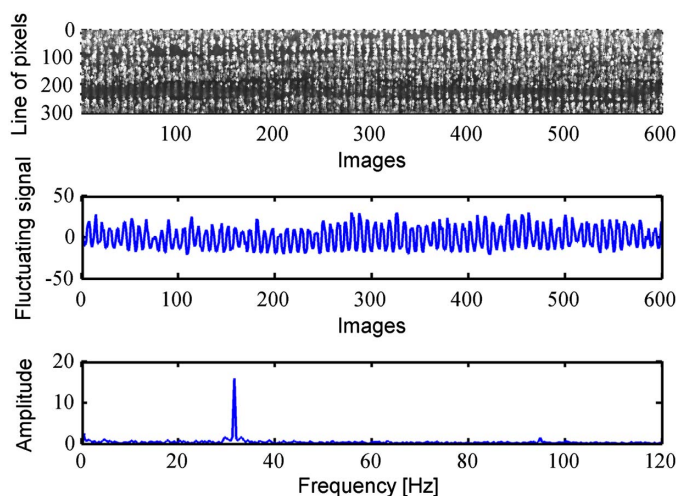 Line of pixels
0
100
200
300
100 200 300 400 500 600
Images
Fluctuating signal
50
0
-50
0 100 200 300 400 500 600
Images
Amplitude
20
10
0
0 20 40 60 80 100 120
Frequency [Hz]